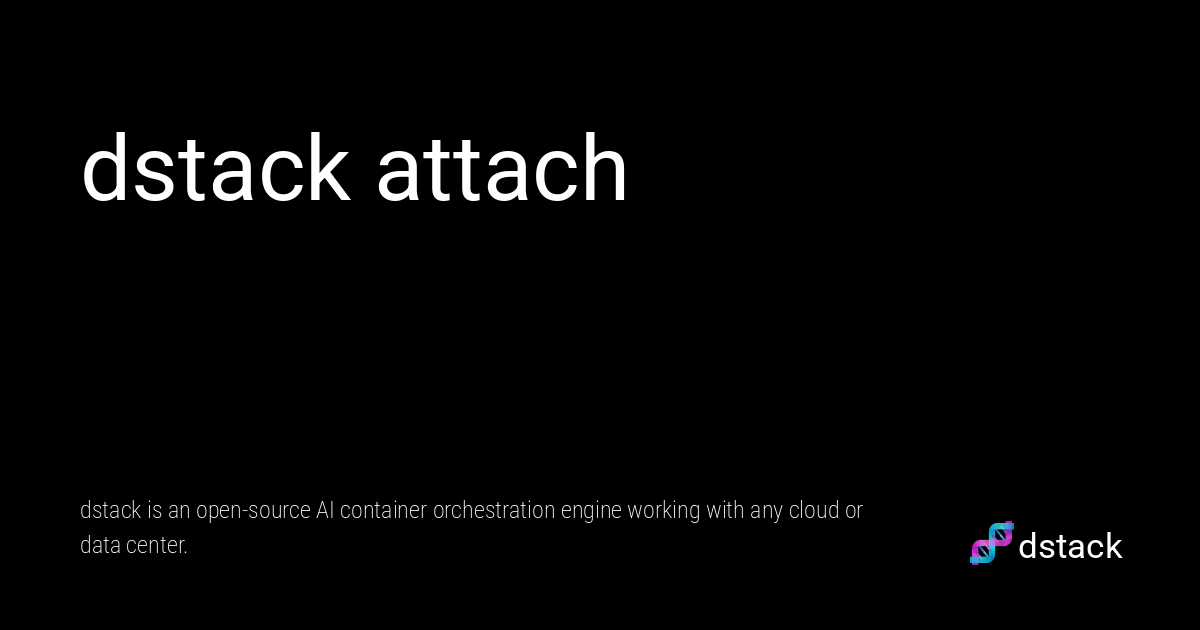 dstack attach
dstack is an open-source AI container orchestration engine working with any cloud or
data center.
dstack